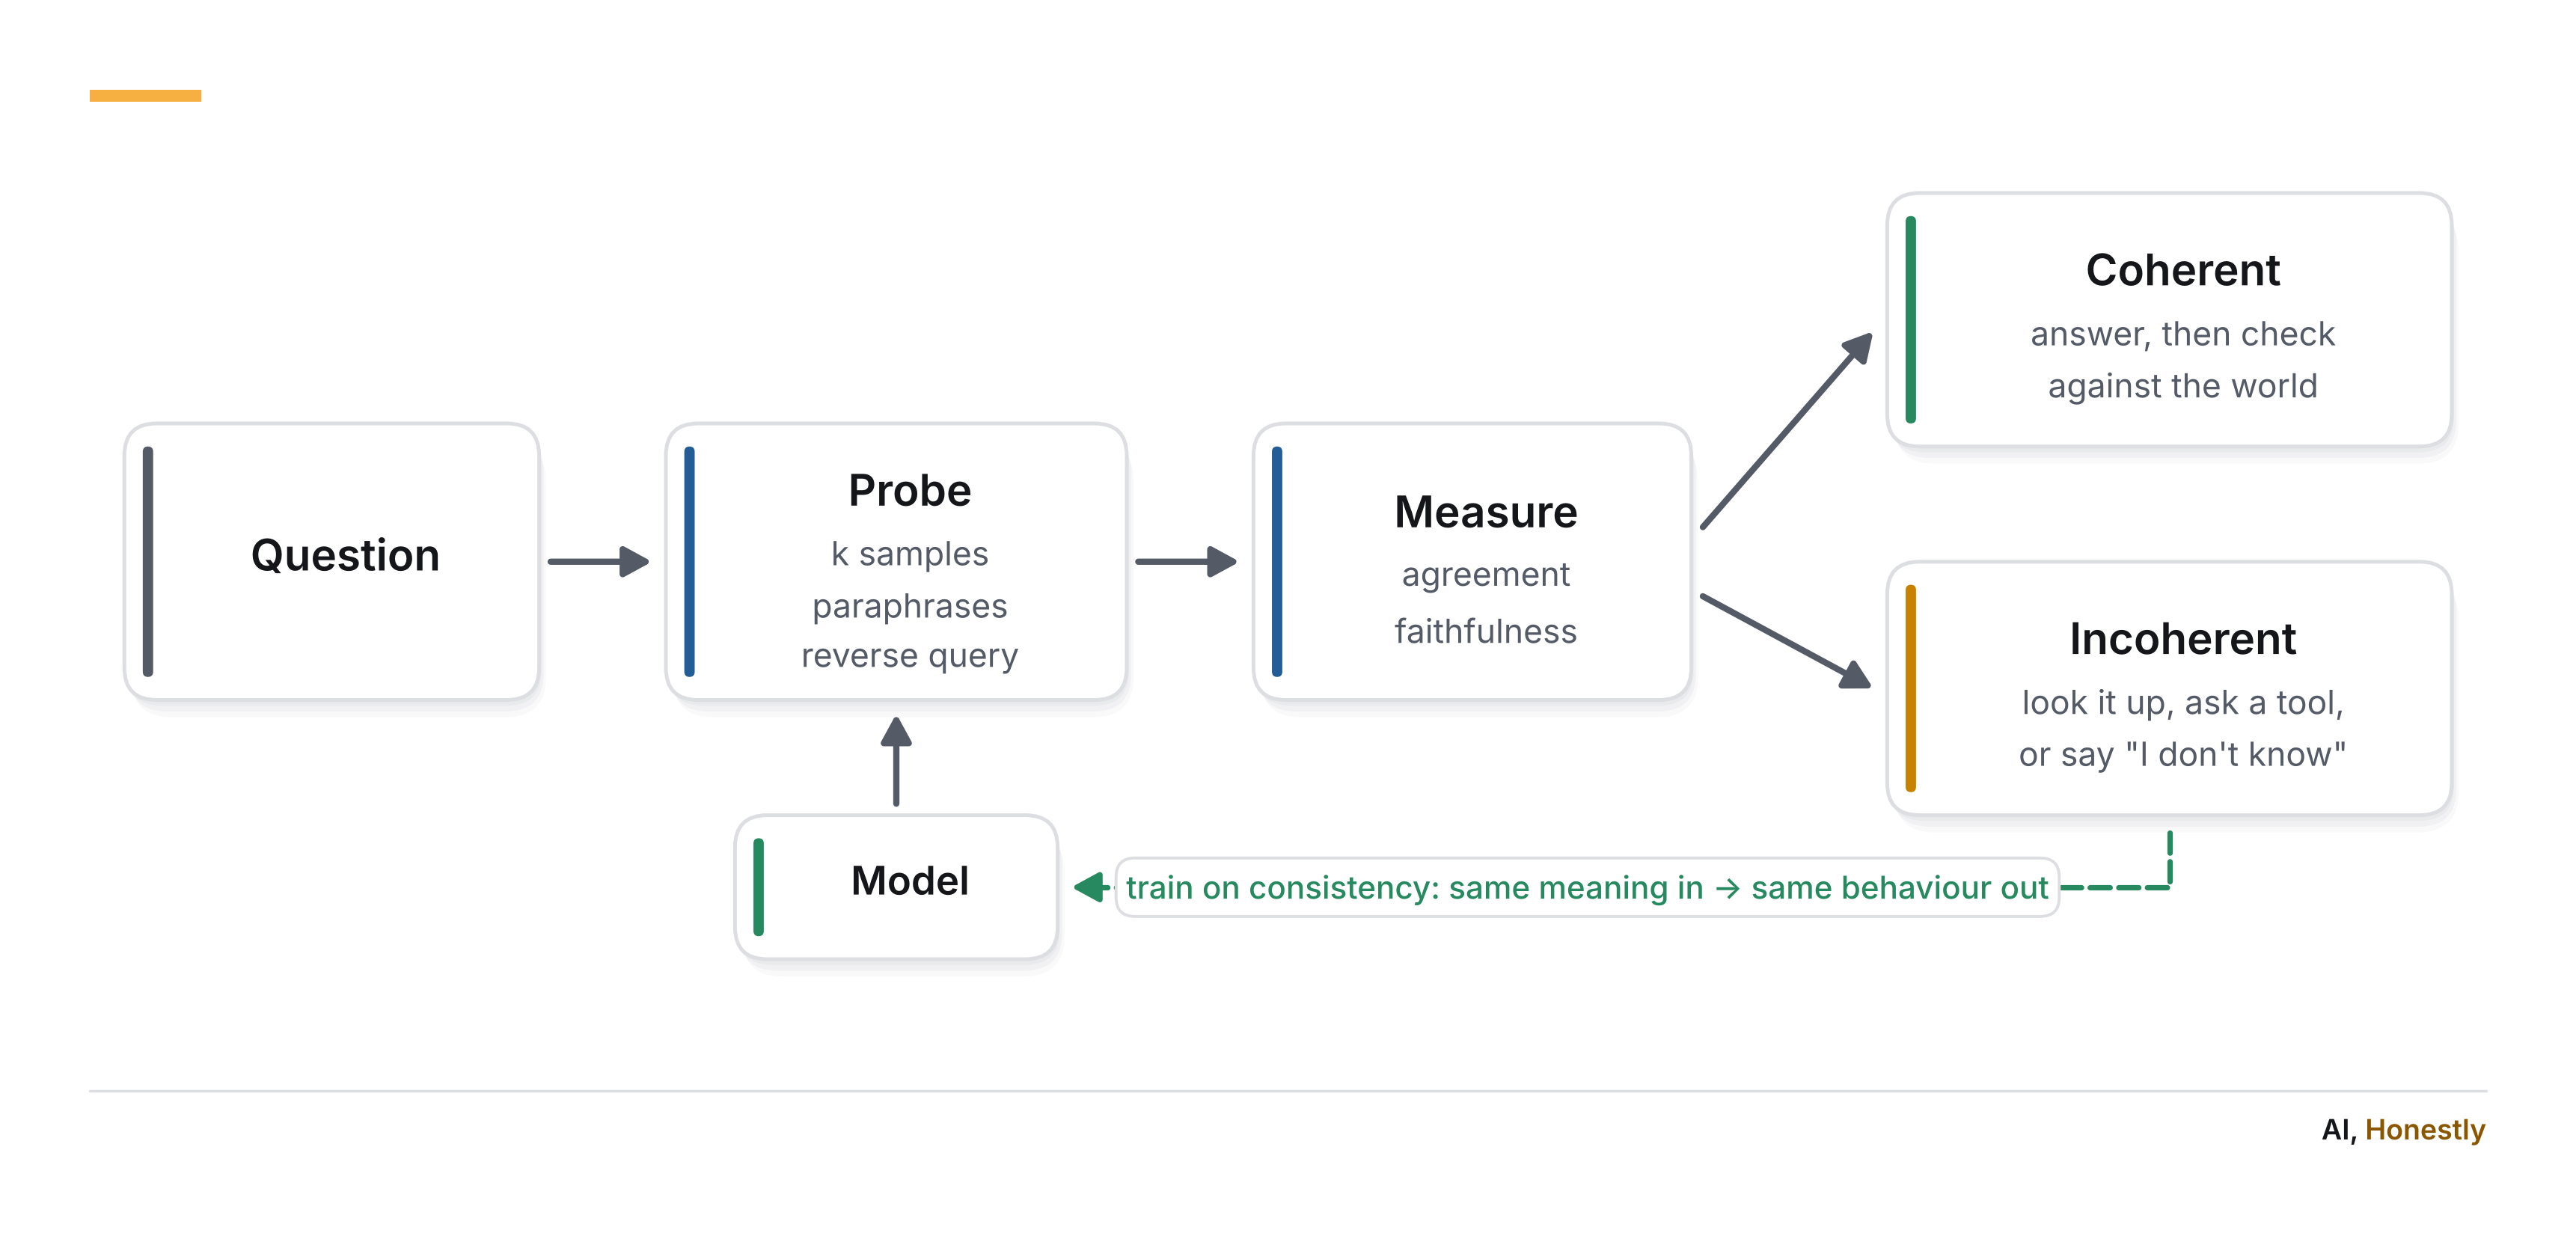 Question
Probe
k samples
paraphrases
reverse query
Measure
agreement
faithfulness
Coherent
answer, then check
against the world
Incoherent
look it up, ask a tool,
or say "I don't know"
Model
train on consistency: same meaning in → same behaviour out
AI, Honestly